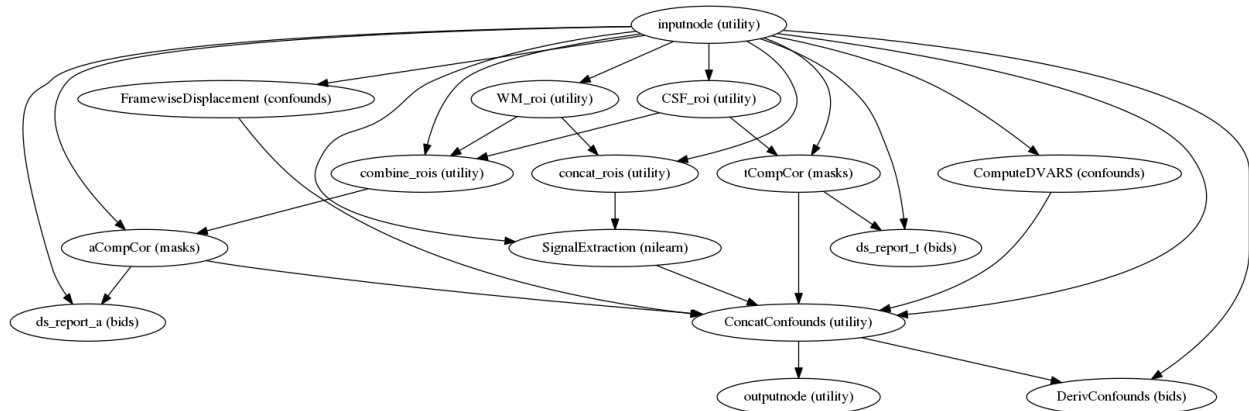 inputnode (utility)
FramewiseDisplacement (confounds)
WM_roi (utility)
CSF_roi (utility)
combine_rois (utility)
concat_rois (utility)
tCompCor (masks)
ComputeDVARS (confounds)
aCompCor (masks)
SignalExtraction (nilearn)
ds_report_t (bids)
ds_report_a (bids)
ConcatConfounds (utility)
outputnode (utility)
DerivConfounds (bids)